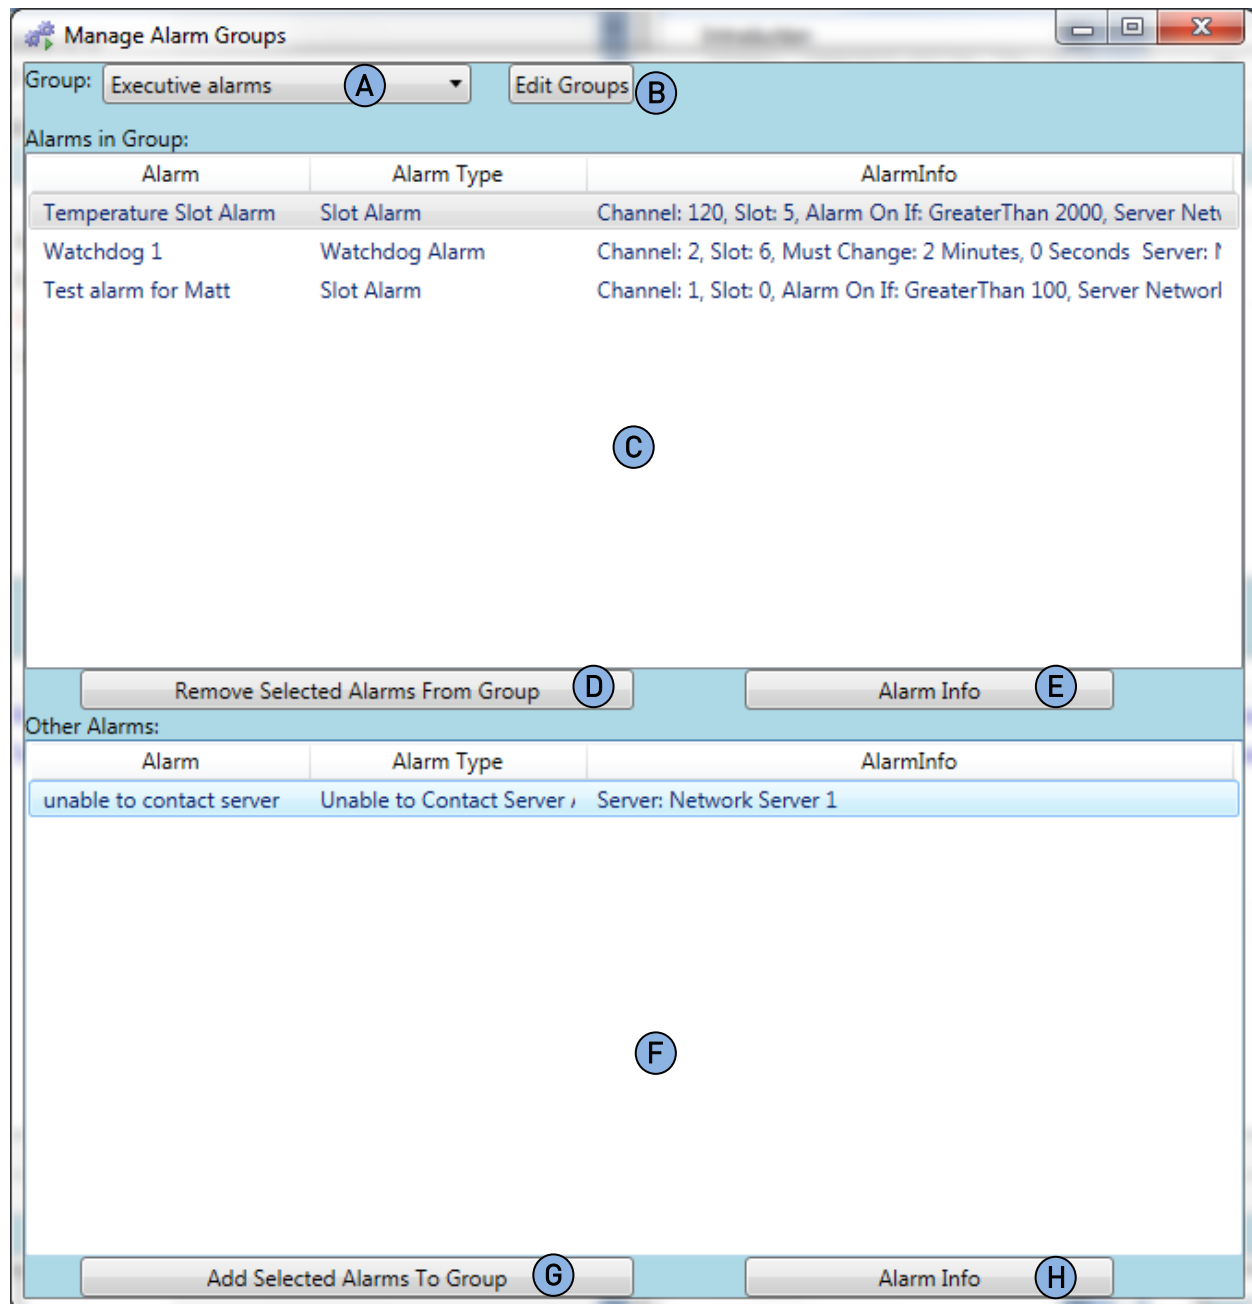 Manage Alarm Groups
Group: Executive alarms A Edit Groups B
Alarms in Group:
Alarm Alarm Type AlarmInfo
Temperature Slot Alarm Slot Alarm Channel: 120, Slot: 5, Alarm On If: GreaterThan 2000, Server
Watchdog 1 Watchdog Alarm Channel: 2, Slot: 6, Must Change: 2 Minutes, 0 Seconds Server:
Test alarm for Matt Slot Alarm Channel: 1, Slot: 0, Alarm On If: GreaterThan 100, Server
C
Remove Selected Alarms From Group D Alarm Info E
Other Alarms:
Alarm Alarm Type AlarmInfo
unable to contact server Unable to Contact Server Server: Network Server 1
F
Add Selected Alarms To Group G Alarm Info H